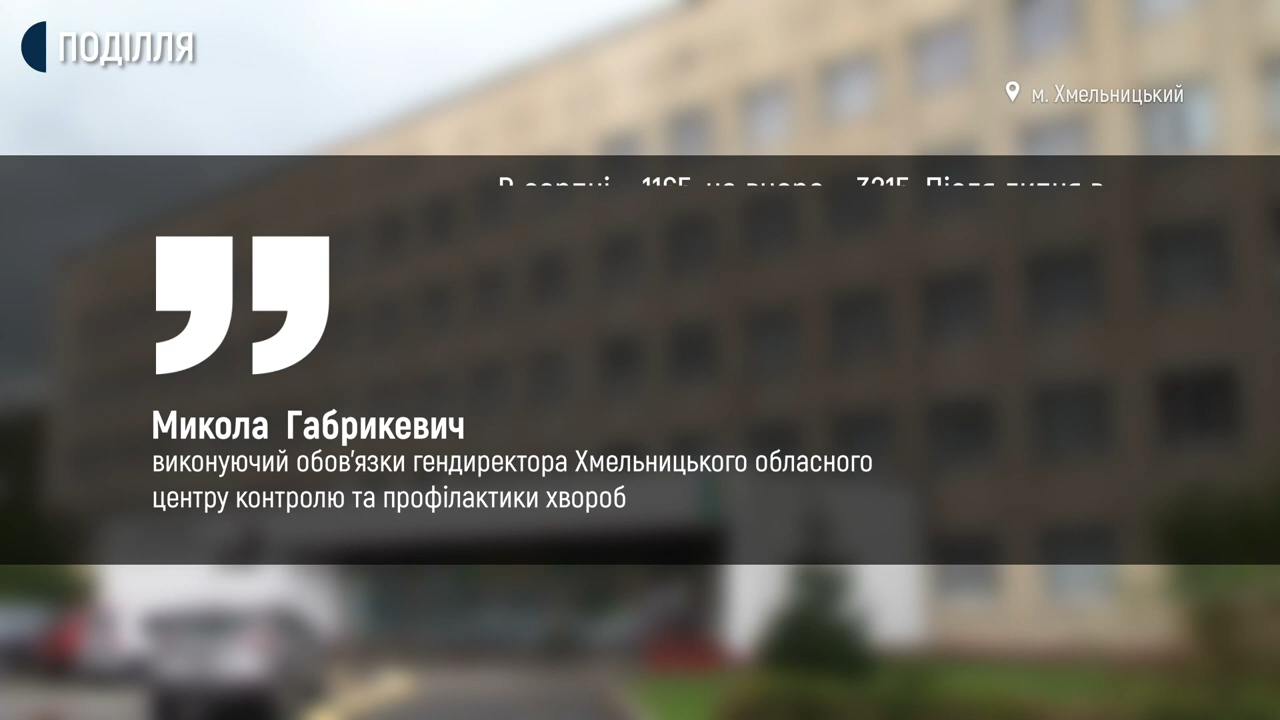 ПОДІЛЛЯ
м. Хмельницький
Микола Габрикевич
виконуючий обов'язки гендиректора Хмельницького обласного
центру контролю та профілактики хвороб